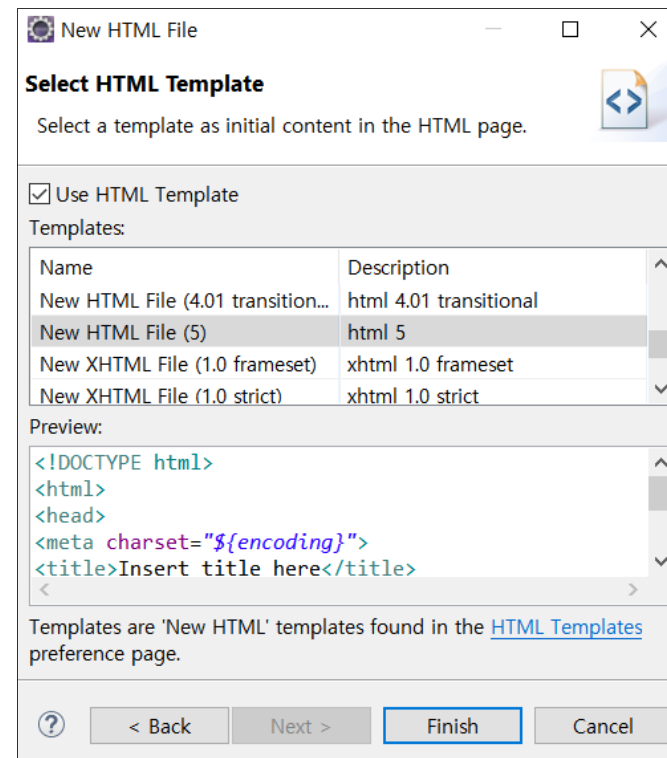 New HTML File
Select HTML Template
Select a template as initial content in the HTML page.
Use HTML Template
Templates:
Name Description
New HTML File (4.01 transition... html 4.01 transitional
New HTML File (5) html 5
New XHTML File (1.0 frameset) xhtml 1.0 frameset
New XHTML File (1.0 strict) xhtml 1.0 strict
Preview:
<!DOCTYPE html>
<html>
<head>
<meta charset="${encoding}">
<title>Insert title here</title>
Templates are 'New HTML' templates found in the HTML Templates
preference page.
? < Back Next > Finish Cancel